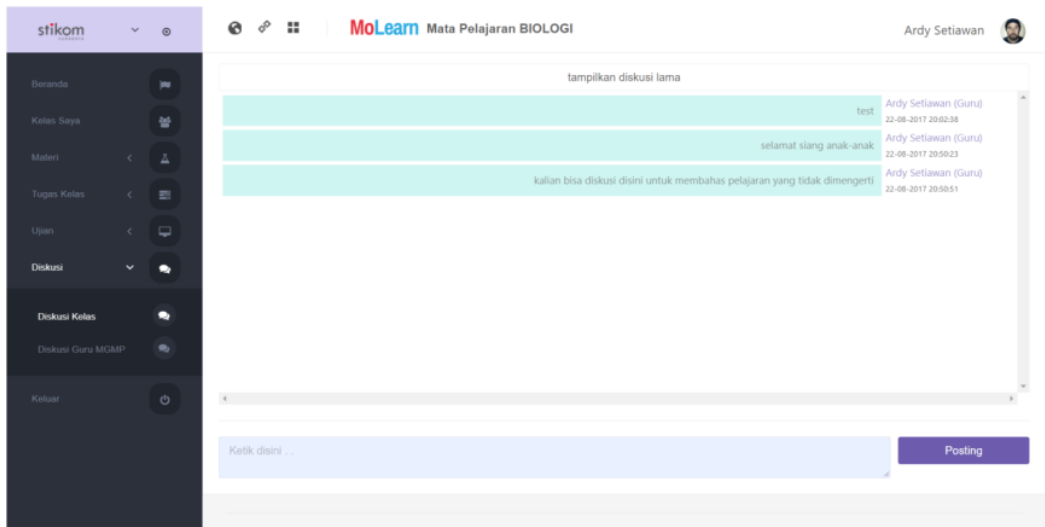 stikom
SURABAYA
MoLearn Mata Pelajaran BIOLOGI
Ardy Setiawan
Beranda
Kelas Saya
Materi
Tugas Kelas
Ujian
Diskusi
Diskusi Kelas
Diskusi Guru MGMP
Keluar
tampilkan diskusi lama
test
Ardy Setiawan (Guru)
22-08-2017 20:02:38
selamat siang anak-anak
Ardy Setiawan (Guru)
22-08-2017 20:50:23
kalian bisa diskusi disini untuk membahas pelajaran yang tidak dimengerti
Ardy Setiawan (Guru)
22-08-2017 20:50:51
Ketik disini . .
Posting